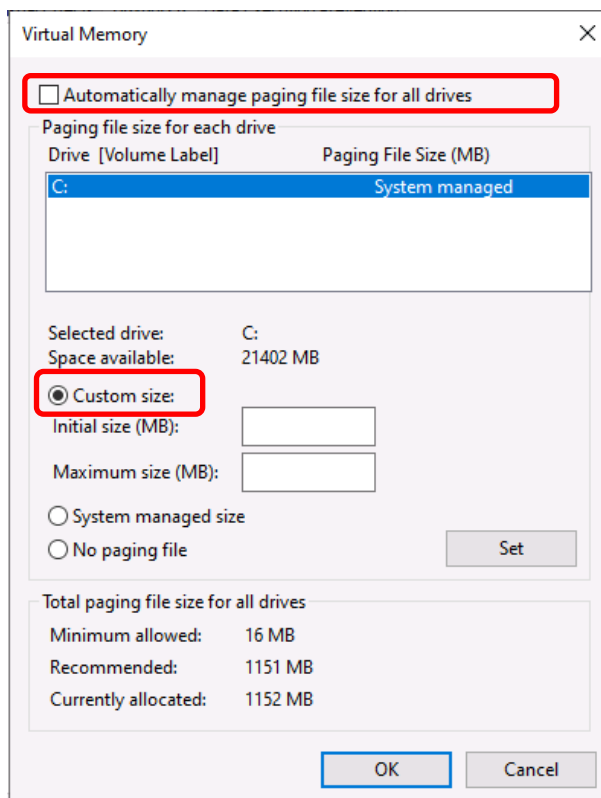 Virtual Memory
Automatically manage paging file size for all drives
Paging file size for each drive
Drive [Volume Label] Paging File Size (MB)
C: System managed
Selected drive: C:
Space available: 21402 MB
Custom size:
Initial size (MB):
Maximum size (MB):
System managed size
No paging file Set
Total paging file size for all drives
Minimum allowed: 16 MB
Recommended: 1151 MB
Currently allocated: 1152 MB
OK Cancel